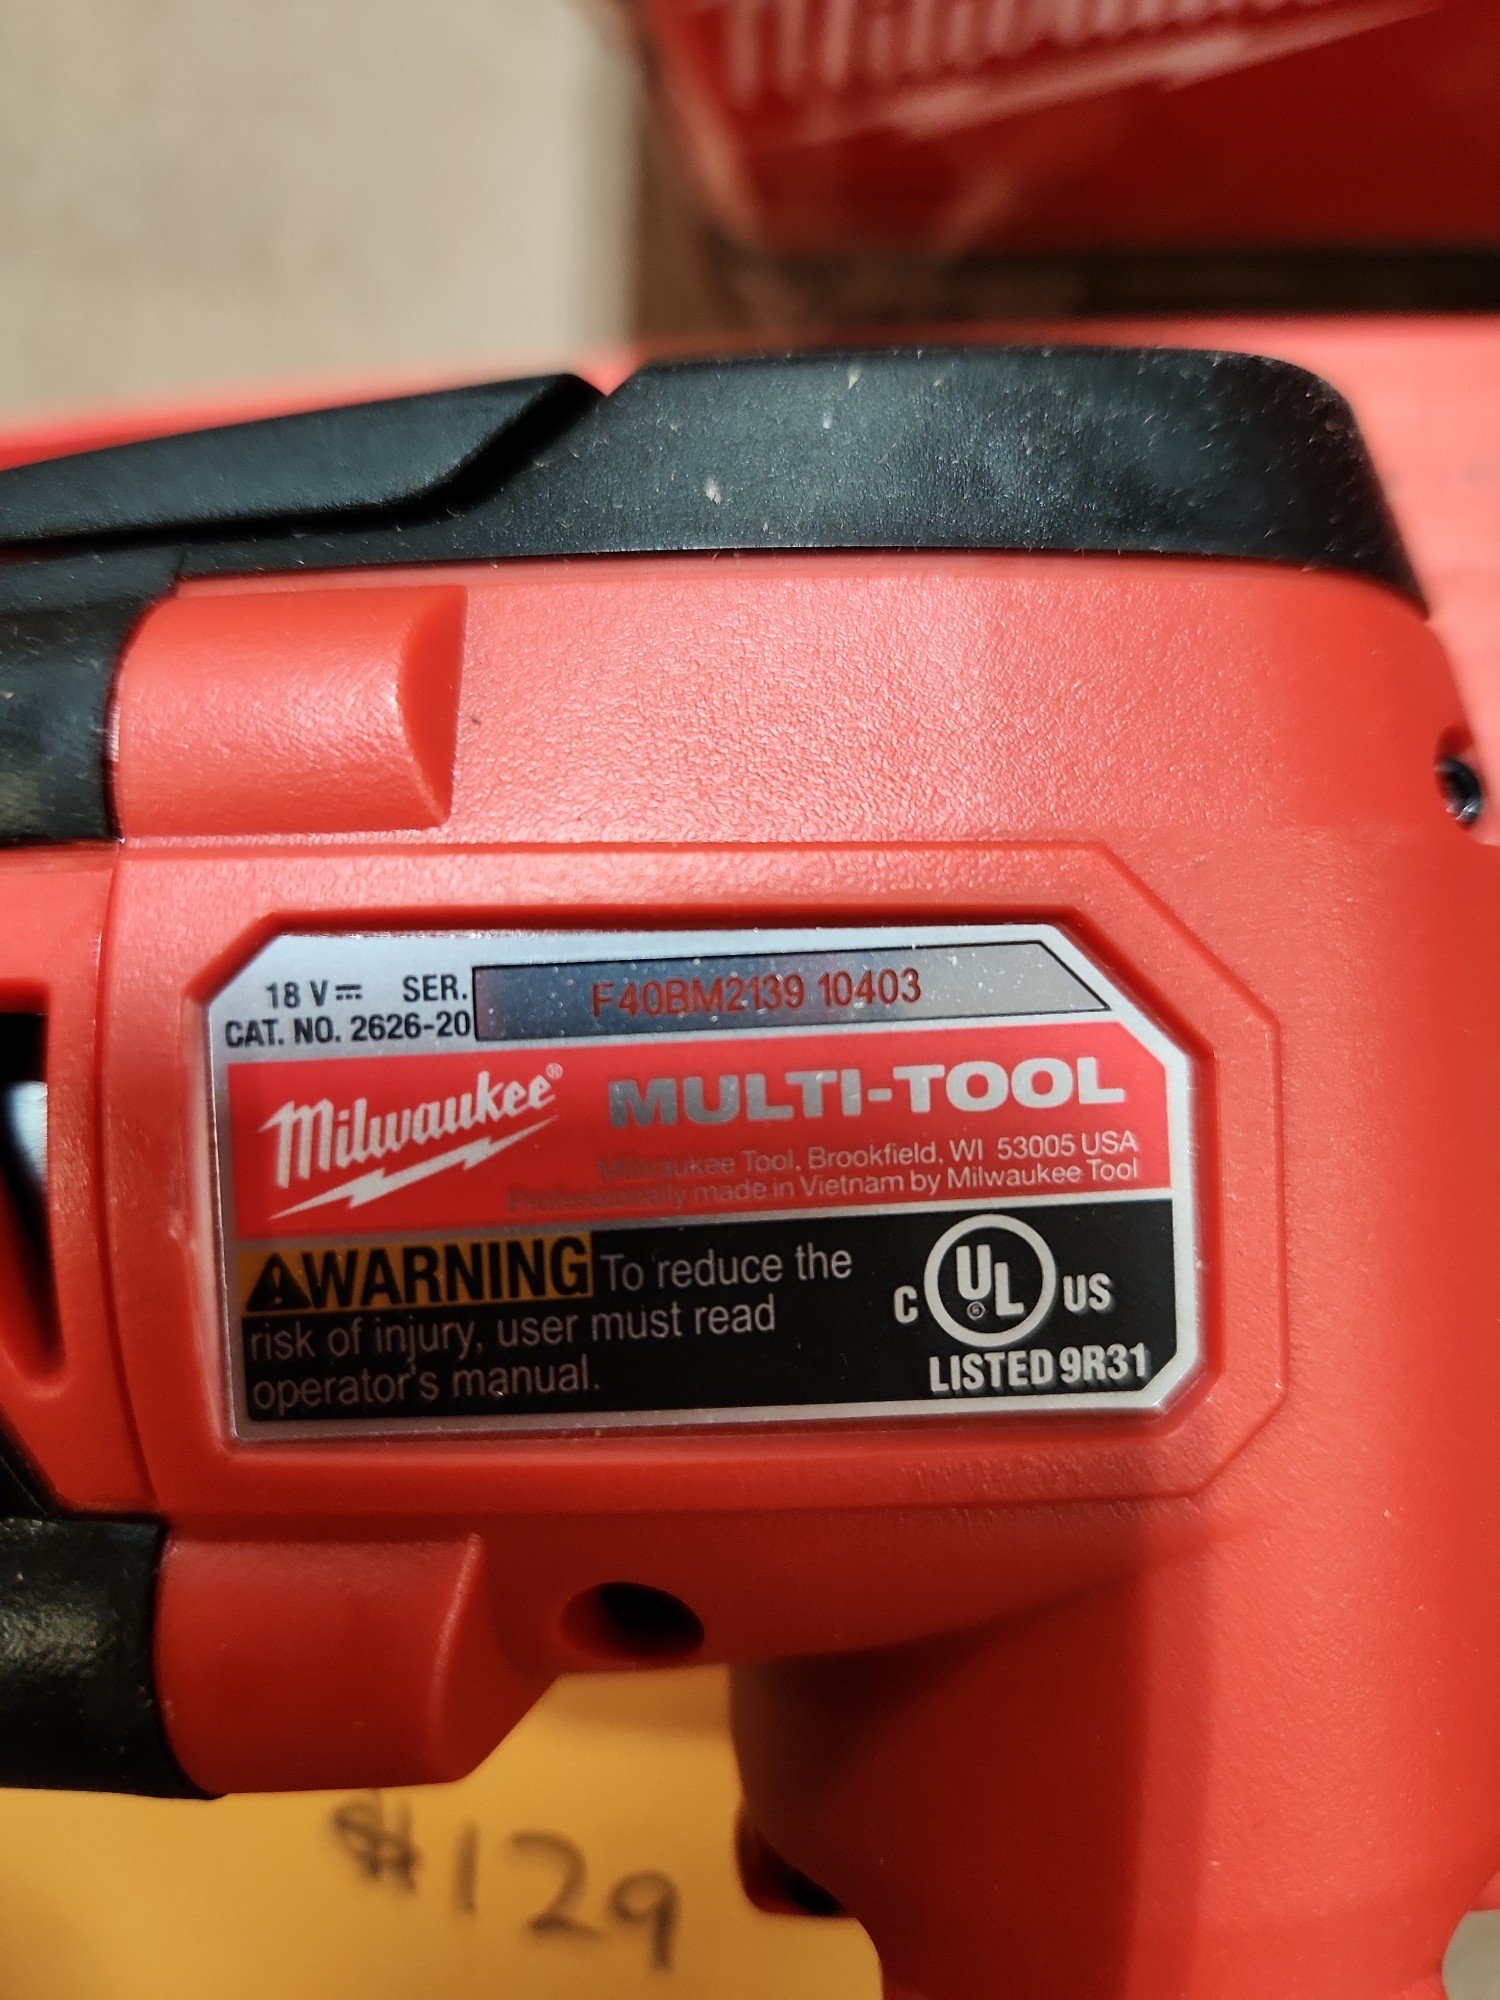 Milwaukee
18 V⎓ SER. F40BM2139 10403
CAT. NO. 2626-20
Milwaukee® MULTI-TOOL
Milwaukee Tool, Brookfield, WI 53005 USA
Professionally made in Vietnam by Milwaukee Tool
⚠WARNING To reduce the
risk of injury, user must read
operator's manual.
C UL® US
LISTED 9R31
#129